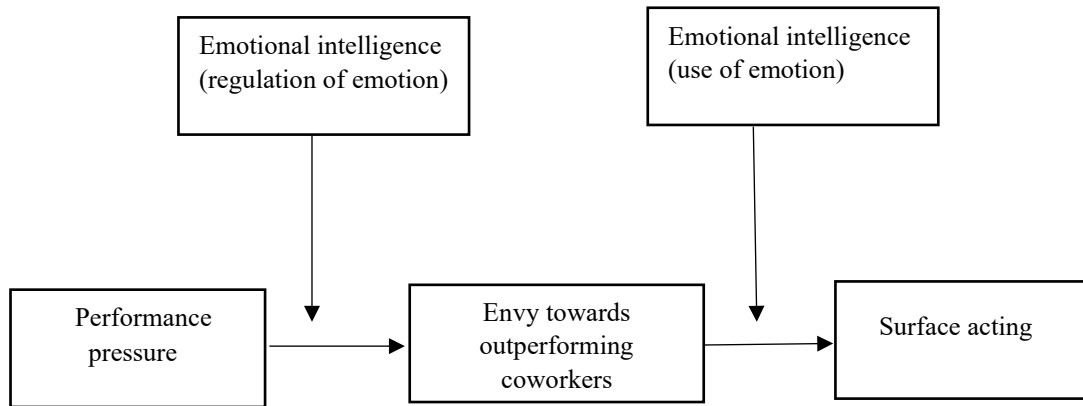 Emotional intelligence
(regulation of emotion)
Emotional intelligence
(use of emotion)
Performance
pressure
Envy towards
outperforming
coworkers
Surface acting